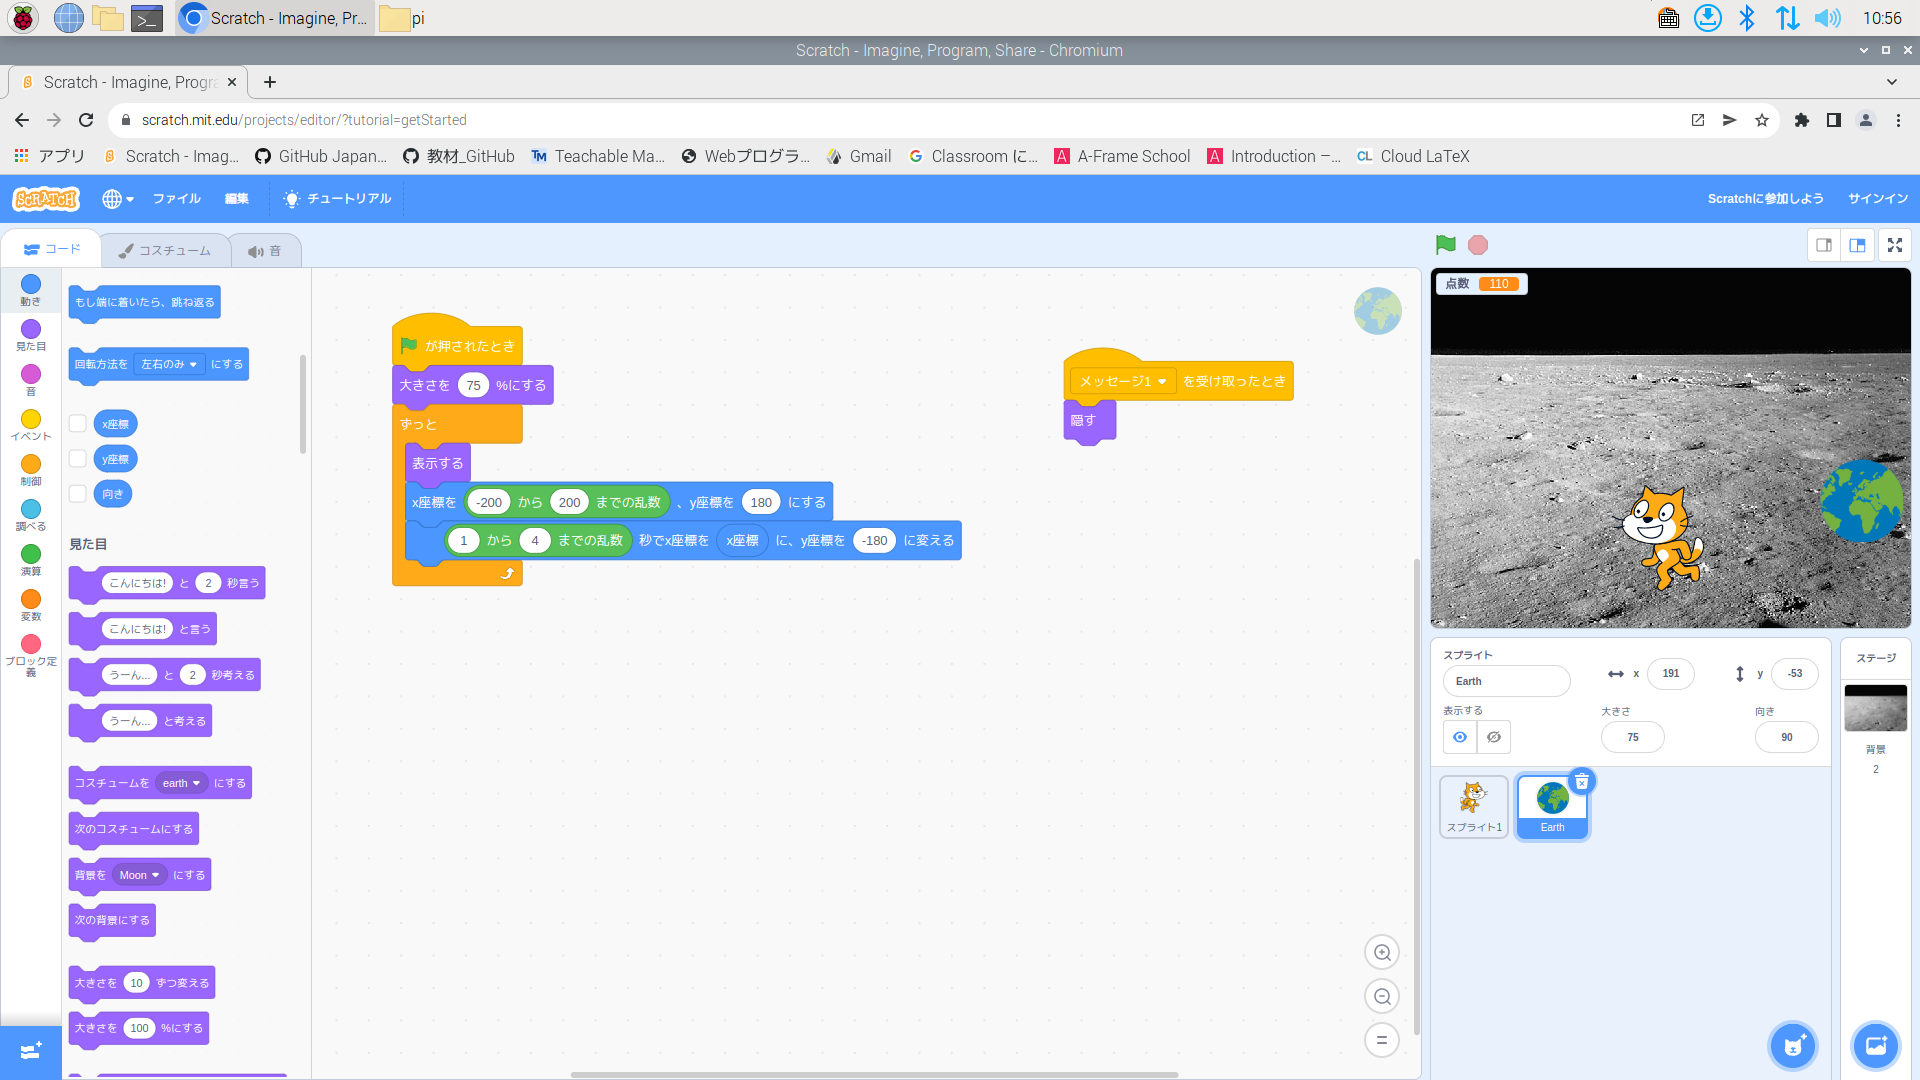 Scratch - Imagine, Pr...
pi
10:56
Scratch - Imagine, Program, Share - Chromium
Scratch - Imagine, Progra
scratch.mit.edu/projects/editor/?tutorial=getStarted
アプリ
Scratch - Imag...
GitHub Japan...
教材_GitHub
Teachable Ma...
Webプログラ...
Gmail
Classroom に...
A-Frame School
Introduction –...
Cloud LaTeX
SCRATCH
ファイル
編集
チュートリアル
Scratchに参加しよう
サインイン
コード
コスチューム
音
動き
見た目
音
イベント
制御
調べる
演算
変数
ブロック定義
もし端に着いたら、跳ね返る
回転方法を 左右のみ にする
x座標
y座標
向き
見た目
こんにちは! と 2 秒言う
こんにちは! と言う
うーん... と 2 秒考える
うーん... と考える
コスチュームを earth にする
次のコスチュームにする
背景を Moon にする
次の背景にする
大きさを 10 ずつ変える
大きさを 100 %にする
が押されたとき
大きさを 75 %にする
ずっと
表示する
x座標を -200 から 200 までの乱数 、y座標を 180 にする
1 から 4 までの乱数 秒でx座標を x座標 に、y座標を -180 に変える
メッセージ1 を受け取ったとき
隠す
点数 110
スプライト
Earth
x 191
y -53
表示する
大きさ
75
向き
90
スプライト1
Earth
ステージ
背景
2